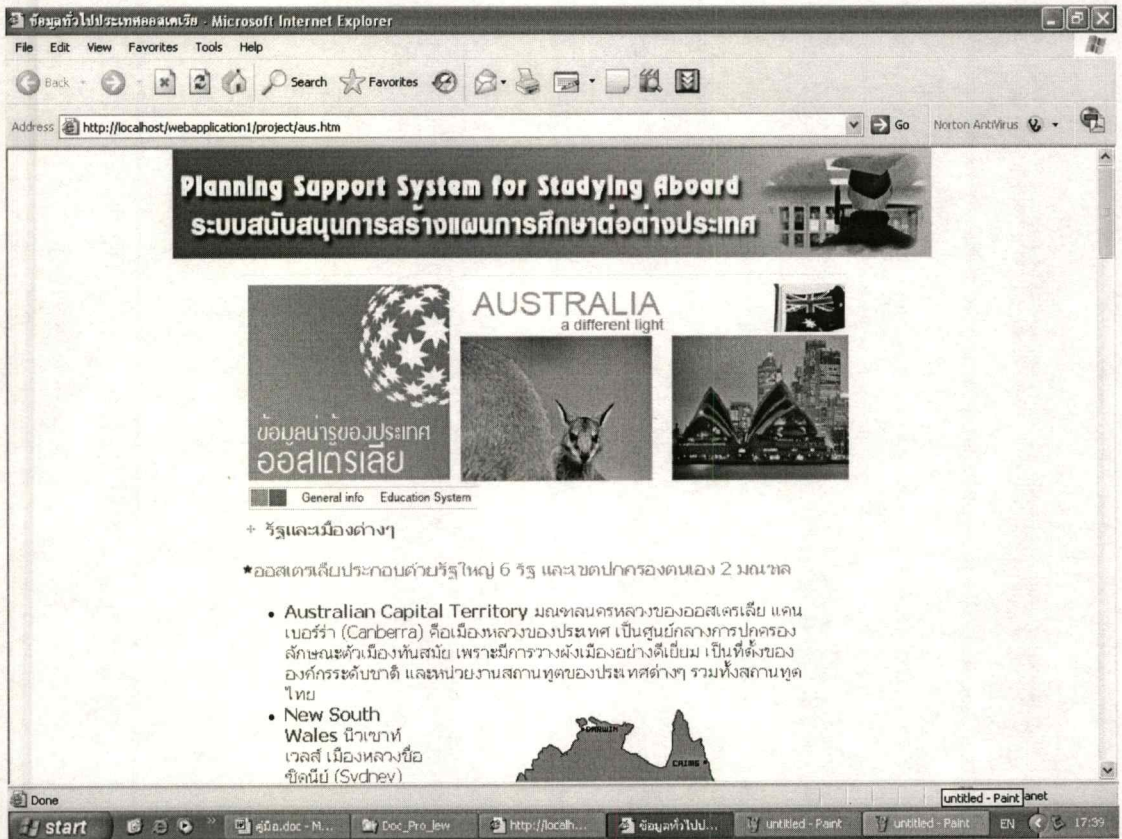 ข้อมูลทั่วไปประเทศออสเตรเลีย - Microsoft Internet Explorer
File Edit View Favorites Tools Help
Back Search Favorites
Address http://localhost/webapplication1/project/aus.htm Go Norton AntiVirus
Planning Support System for Studying Aboard
ระบบสนับสนุนการสร้างแผนการศึกษาต่อต่างประเทศ
AUSTRALIA
a different light
ข้อมูลน่ารู้ของประเทศ
ออสเตรเลีย
General info Education System
+ รัฐและเมืองต่างๆ
★ออสเตรเลียประกอบด้วยรัฐใหญ่ 6 รัฐ และเขตปกครองตนเอง 2 มณฑล
• Australian Capital Territory มณฑลนครหลวงของออสเตรเลีย แคน
เบอร์ร่า (Canberra) คือเมืองหลวงของประเทศ เป็นศูนย์กลางการปกครอง
ลักษณะตัวเมืองทันสมัย เพราะมีการวางผังเมืองอย่างดีเยี่ยม เป็นที่ตั้งของ
องค์กรระดับชาติ และหน่วยงานสถานทูตของประเทศต่างๆ รวมทั้งสถานทูต
ไทย
• New South
Wales นิวเซาท์
เวลส์ เมืองหลวงชื่อ
ซิดนีย์ (Sydney)
DARWIN
CAIRNS
Done
untitled - Paint anet
start คู่มือ.doc - M... Doc_Pro_Jew http://localh... ข้อมูลทั่วไป... untitled - Paint untitled - Paint EN 17:39